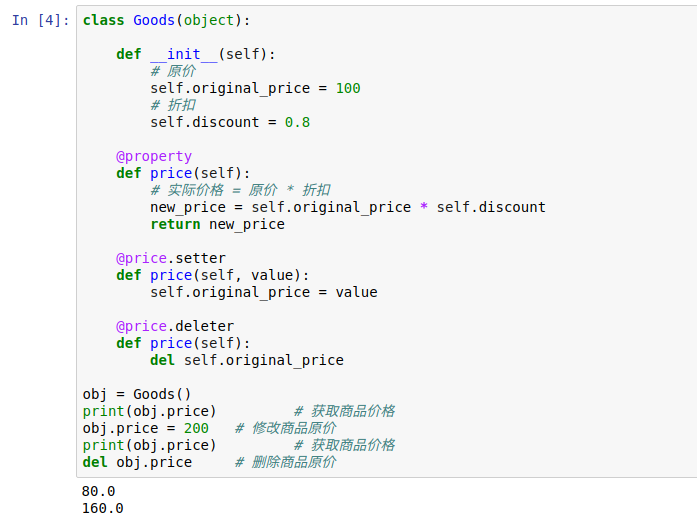 In [4]: class Goods(object):
def __init__(self):
# 原价
self.original_price = 100
# 折扣
self.discount = 0.8
@property
def price(self):
# 实际价格 = 原价 * 折扣
new_price = self.original_price * self.discount
return new_price
@price.setter
def price(self, value):
self.original_price = value
@price.deleter
def price(self):
del self.original_price
obj = Goods()
print(obj.price) # 获取商品价格
obj.price = 200 # 修改商品原价
print(obj.price) # 获取商品价格
del obj.price # 删除商品原价
80.0
160.0